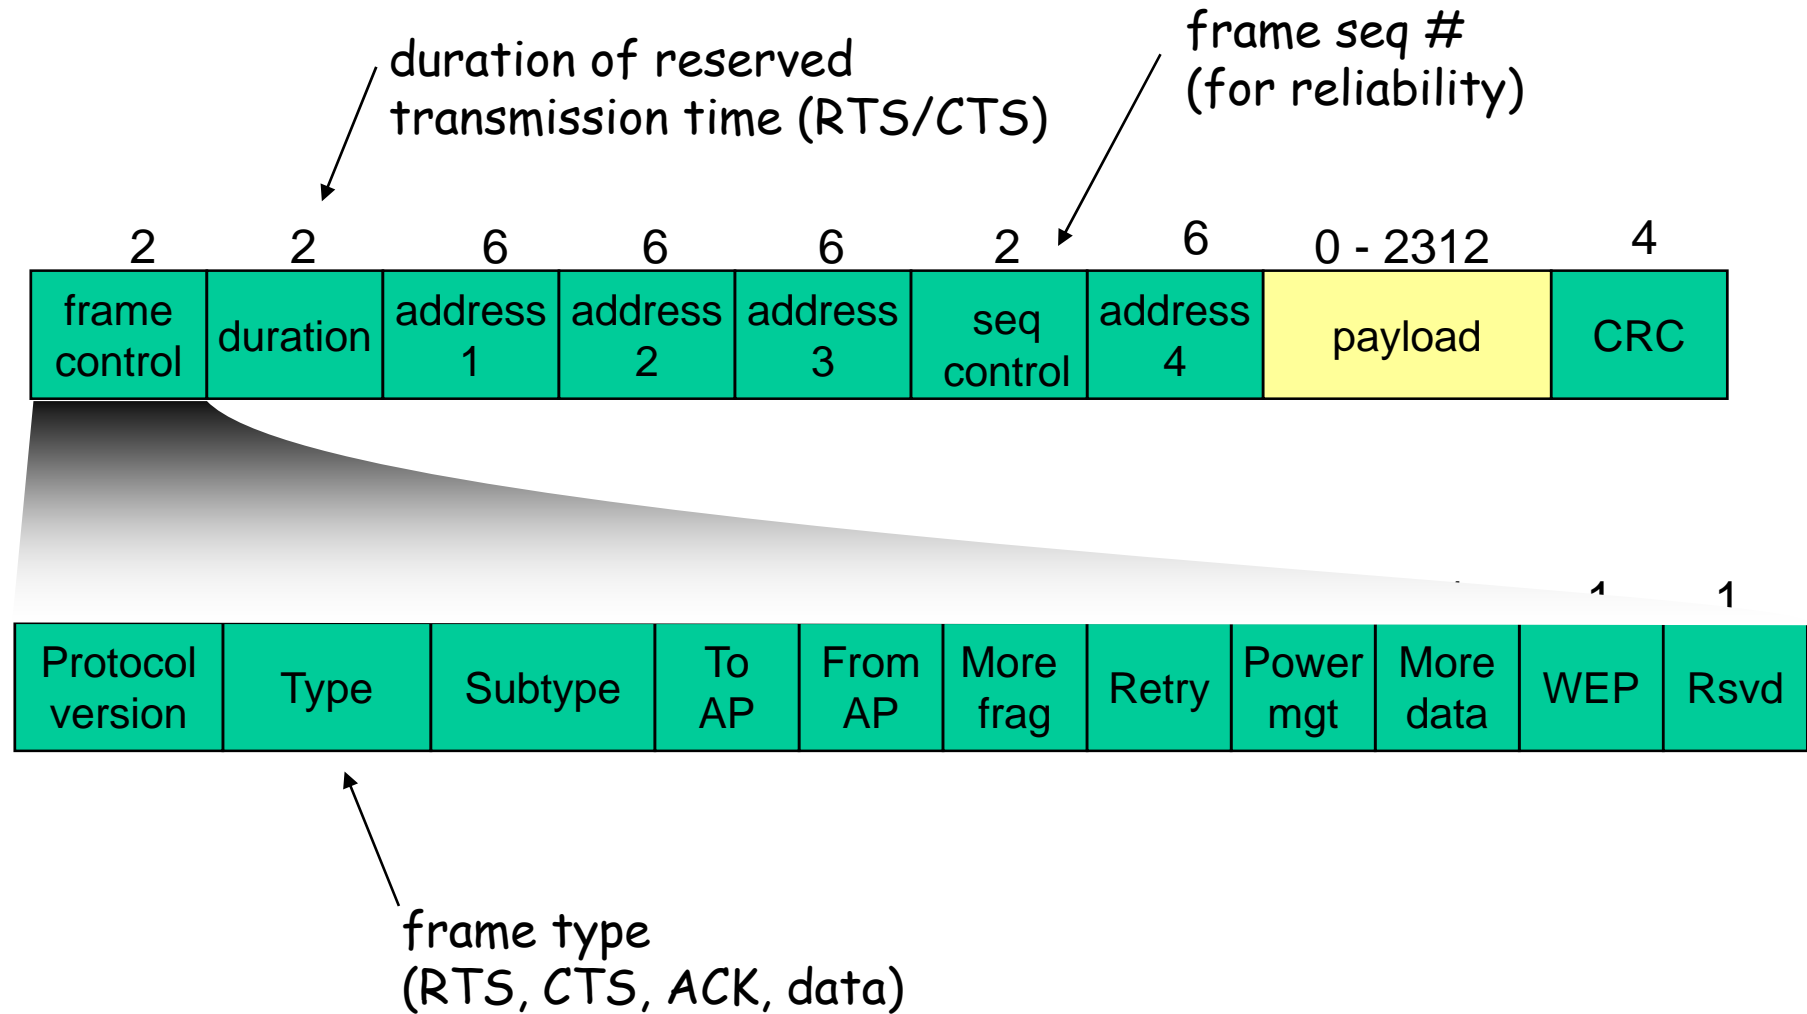 duration of reserved
transmission time (RTS/CTS)
frame seq #
(for reliability)
2 2 6 6 6 2 6 0 - 2312 4
frame control
duration
address 1
address 2
address 3
seq control
address 4
payload
CRC
1 1
Protocol version
Type
Subtype
To AP
From AP
More frag
Retry
Power mgt
More data
WEP
Rsvd
frame type
(RTS, CTS, ACK, data)